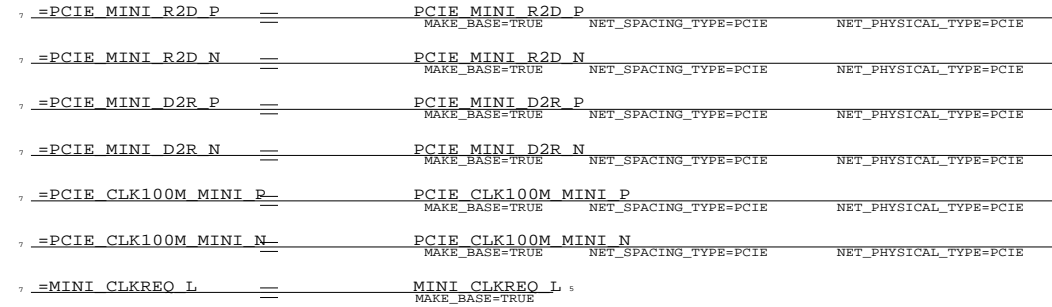 7 =PCIE_MINI_R2D_P PCIE_MINI_R2D_P
MAKE_BASE=TRUE NET_SPACING_TYPE=PCIE NET_PHYSICAL_TYPE=PCIE
7 =PCIE_MINI_R2D_N PCIE_MINI_R2D_N
MAKE_BASE=TRUE NET_SPACING_TYPE=PCIE NET_PHYSICAL_TYPE=PCIE
7 =PCIE_MINI_D2R_P PCIE_MINI_D2R_P
MAKE_BASE=TRUE NET_SPACING_TYPE=PCIE NET_PHYSICAL_TYPE=PCIE
7 =PCIE_MINI_D2R_N PCIE_MINI_D2R_N
MAKE_BASE=TRUE NET_SPACING_TYPE=PCIE NET_PHYSICAL_TYPE=PCIE
7 =PCIE_CLK100M_MINI_P PCIE_CLK100M_MINI_P
MAKE_BASE=TRUE NET_SPACING_TYPE=PCIE NET_PHYSICAL_TYPE=PCIE
7 =PCIE_CLK100M_MINI_N PCIE_CLK100M_MINI_N
MAKE_BASE=TRUE NET_SPACING_TYPE=PCIE NET_PHYSICAL_TYPE=PCIE
7 =MINI_CLKREQ_L MINI_CLKREQ_L 5
MAKE_BASE=TRUE